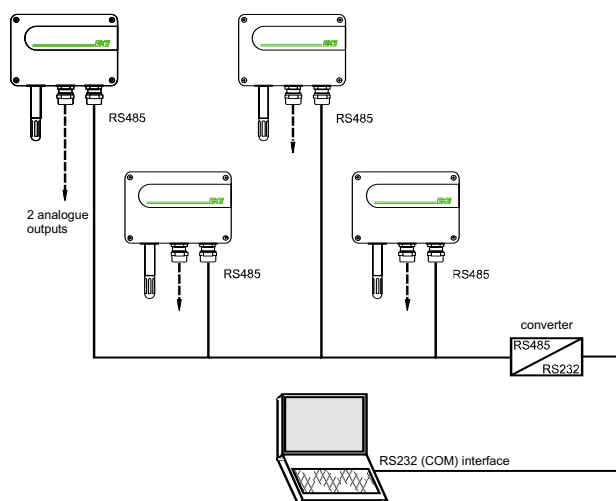 RS485
RS485
2 analogue
outputs
RS485
RS485
converter
RS485
RS232
RS232 (COM) interface